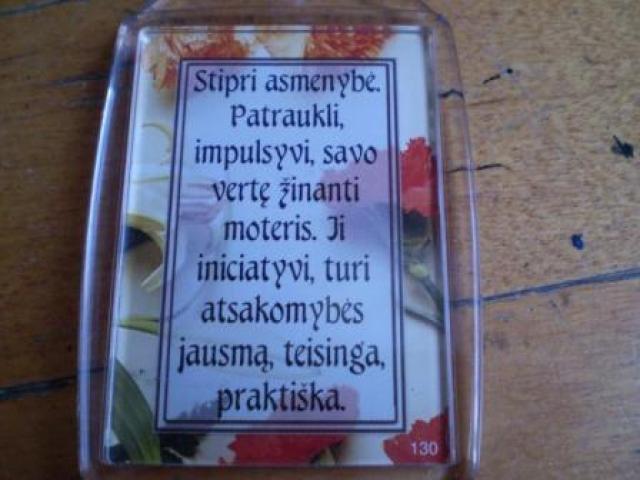 Stipri asmenybė.
Patraukli,
impulsyvi, savo
vertę žinanti
moteris. Ji
iniciatyvi, turi
atsakomybės
jausmą, teisinga,
praktiška.
130